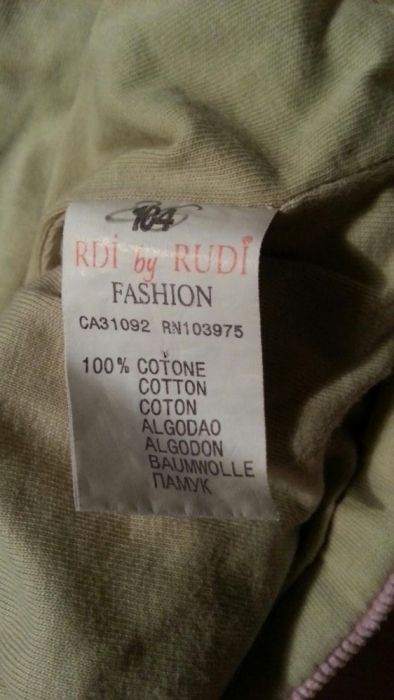 104
RDİ by RUDİ
FASHION
CA31092 RN103975
100% COTONE
COTTON
COTON
ALGODAO
ALGODON
BAUMWOLLE
ПАМУК